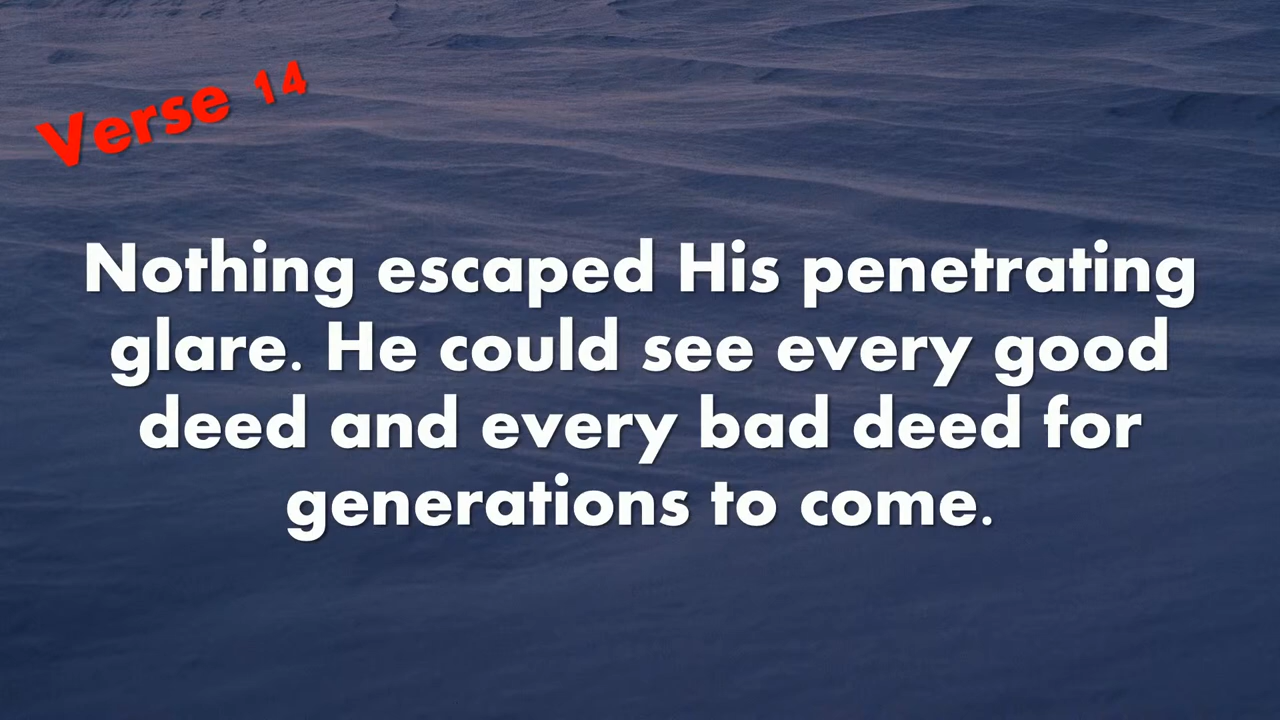 Verse 14
Nothing escaped His penetrating
glare. He could see every good
deed and every bad deed for
generations to come.